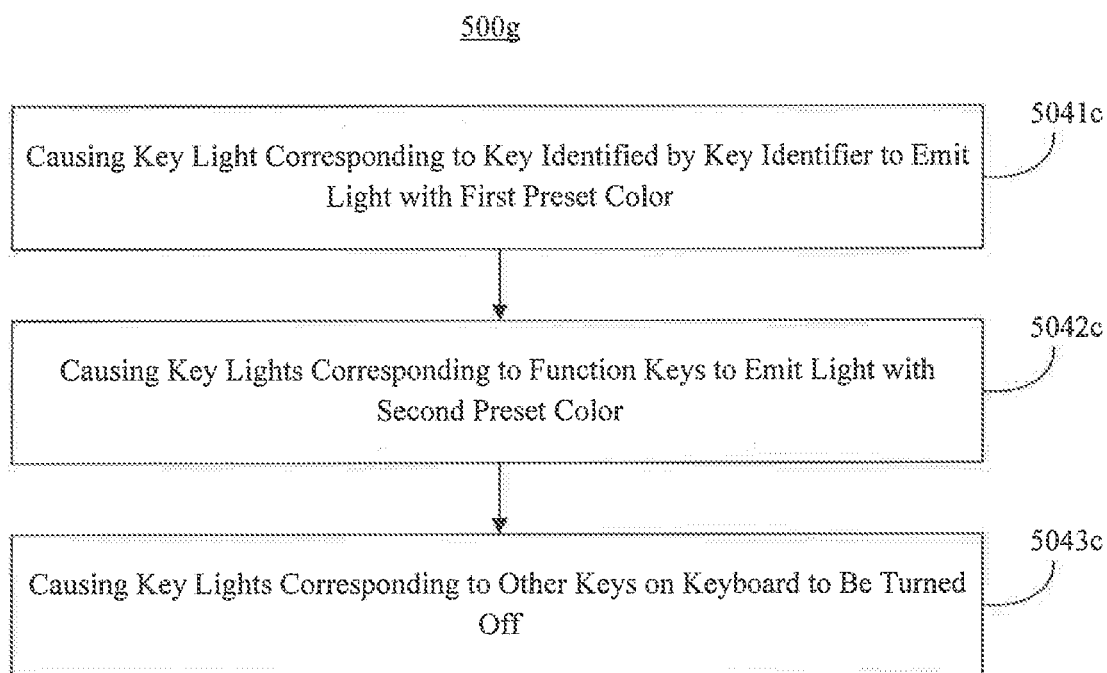 500g
5041c
Causing Key Light Corresponding to Key Identified by Key Identifier to Emit
Light with First Preset Color
5042c
Causing Key Lights Corresponding to Function Keys to Emit Light with
Second Preset Color
5043c
Causing Key Lights Corresponding to Other Keys on Keyboard to Be Turned
Off